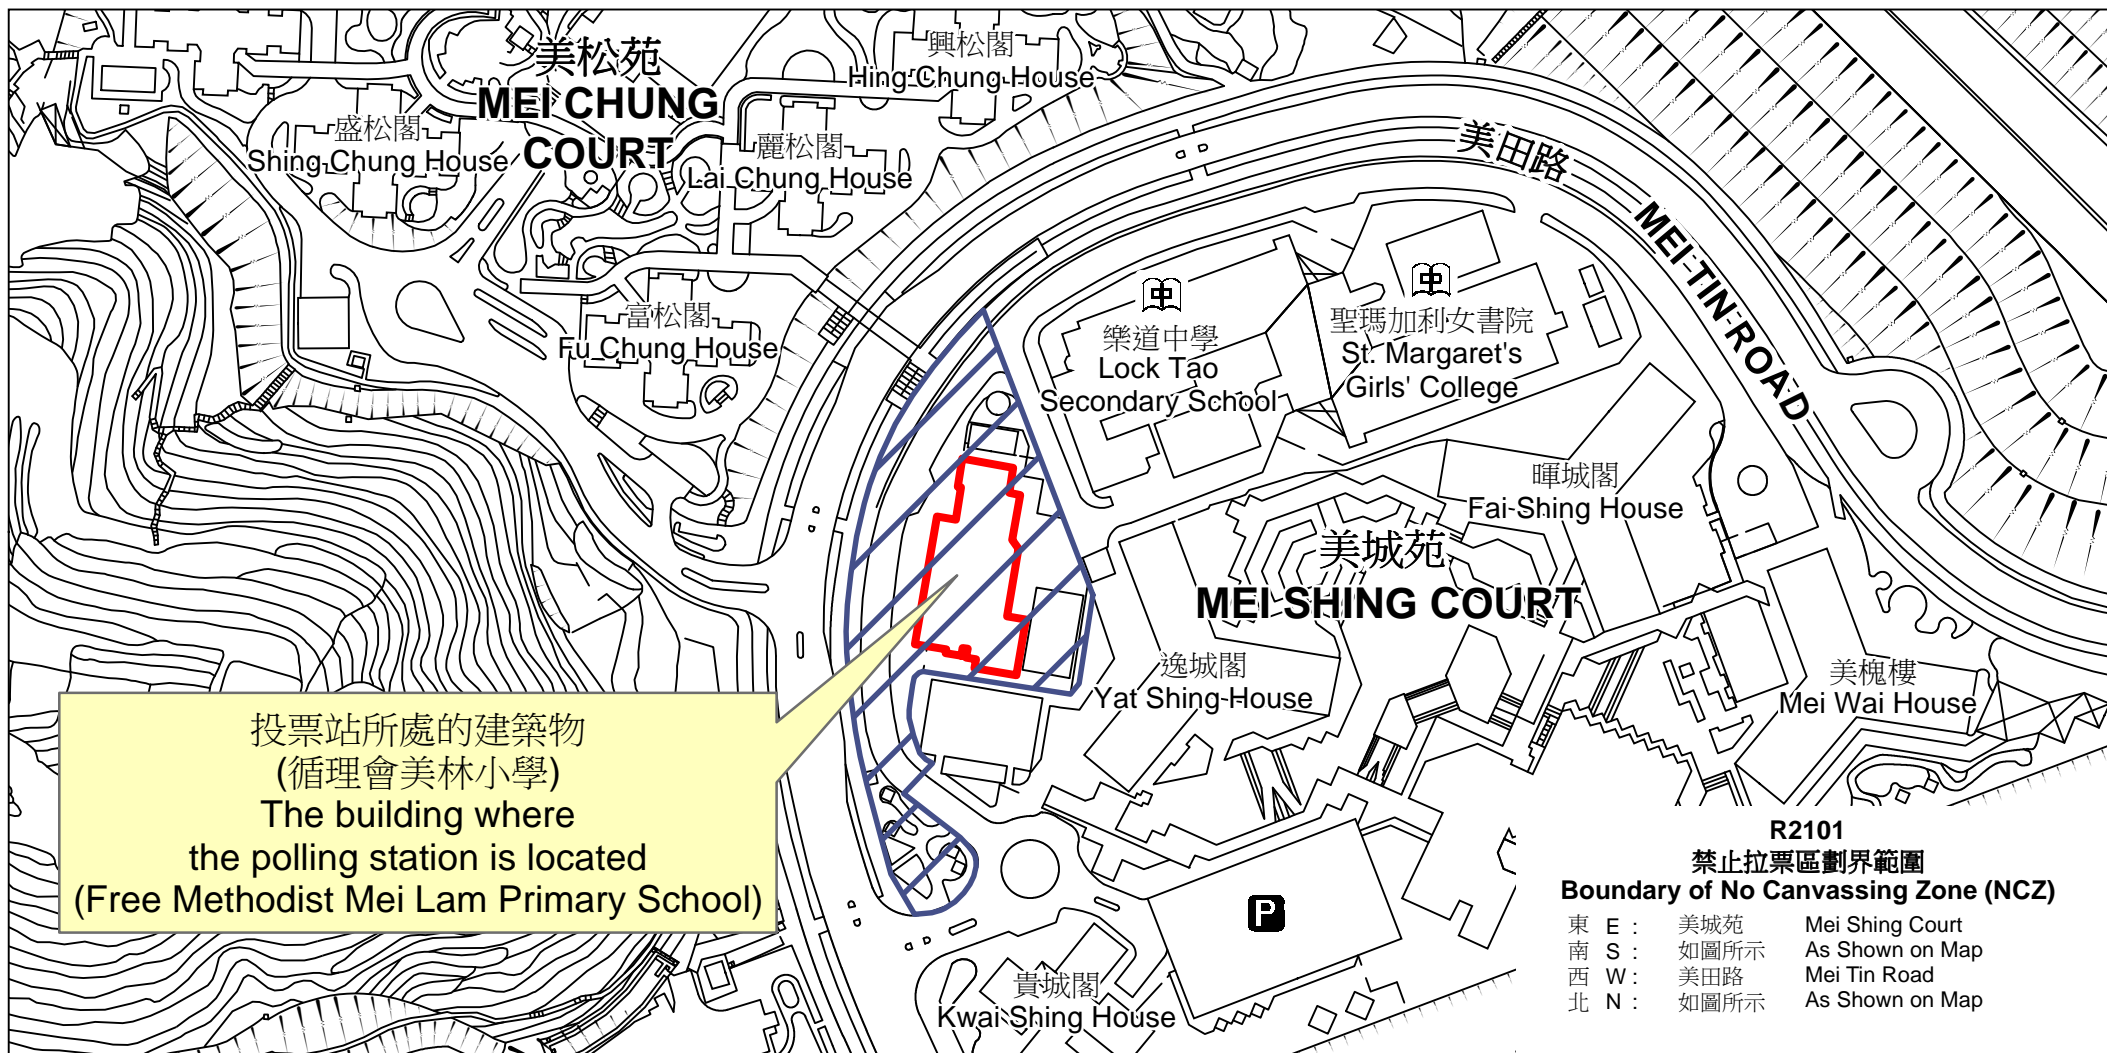 美松苑
MEI CHUNG
COURT
興松閣
Hing Chung House
盛松閣
Shing Chung House
麗松閣
Lai Chung House
富松閣
Fu Chung House
美田路
MEI TIN ROAD
中
樂道中學
Lock Tao
Secondary School
中
聖瑪加利女書院
St. Margaret's
Girls' College
暉城閣
Fai Shing House
美城苑
MEI SHING COURT
逸城閣
Yat Shing House
美槐樓
Mei Wai House
投票站所處的建築物
(循理會美林小學)
The building where
the polling station is located
(Free Methodist Mei Lam Primary School)
P
貴城閣
Kwai Shing House
R2101
禁止拉票區劃界範圍
Boundary of No Canvassing Zone (NCZ)
東 E : 美城苑 Mei Shing Court
南 S : 如圖所示 As Shown on Map
西 W : 美田路 Mei Tin Road
北 N : 如圖所示 As Shown on Map